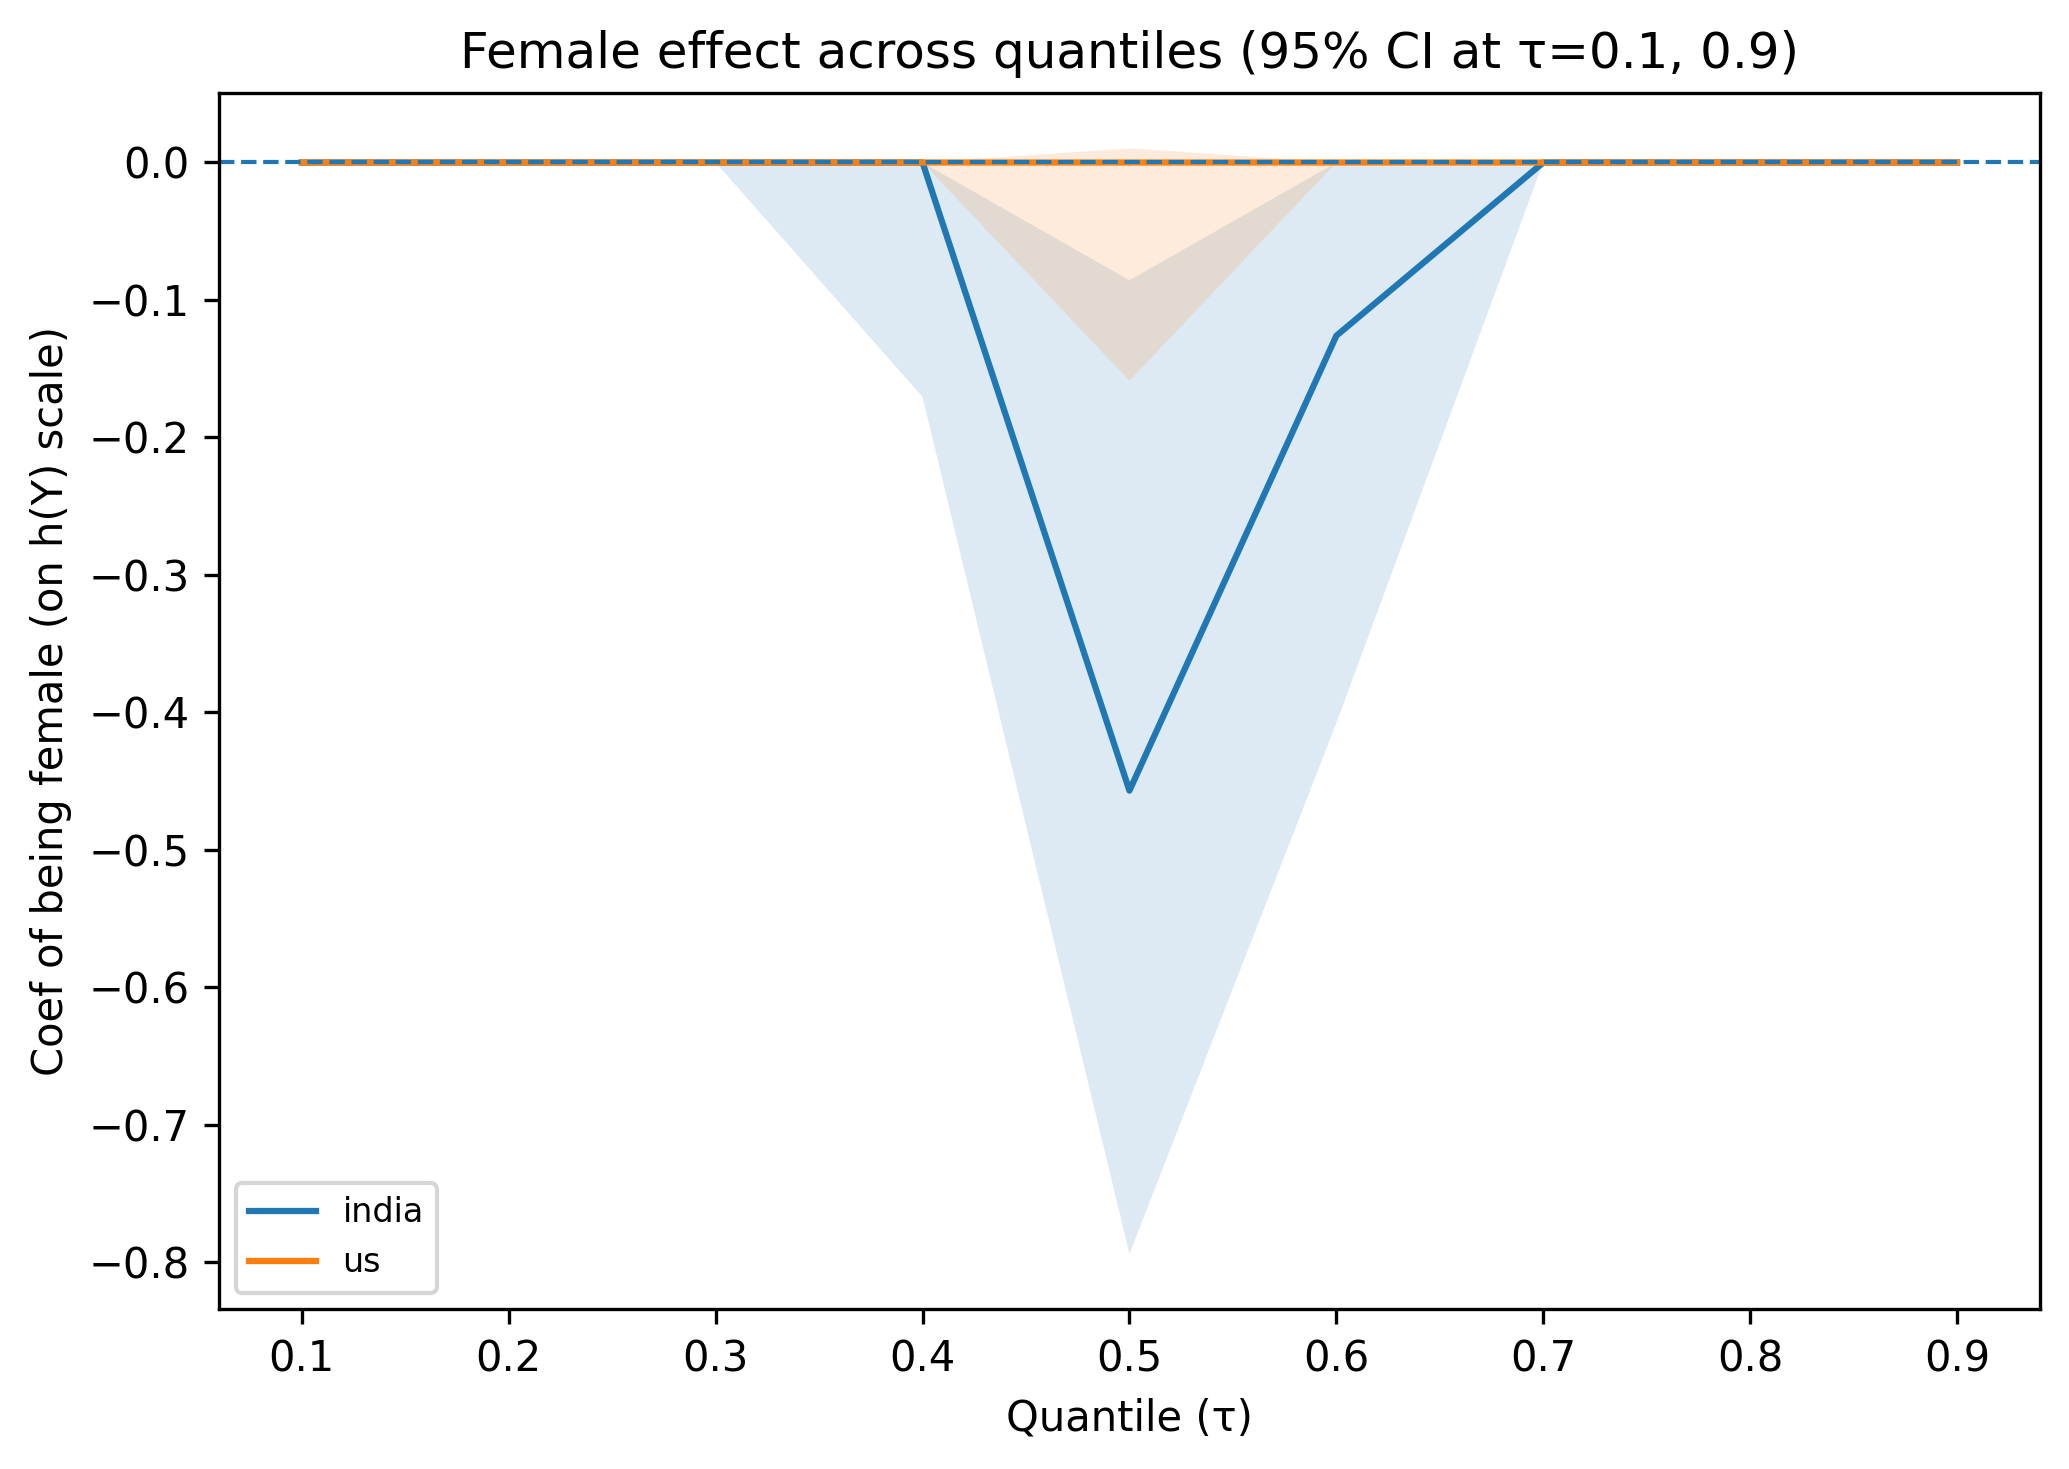 Female effect across quantiles (95% CI at τ=0.1, 0.9)
Coef of being female (on h(Y) scale)
0.0
−0.1
−0.2
−0.3
−0.4
−0.5
−0.6
−0.7
−0.8
india
us
0.1 0.2 0.3 0.4 0.5 0.6 0.7 0.8 0.9
Quantile (τ)